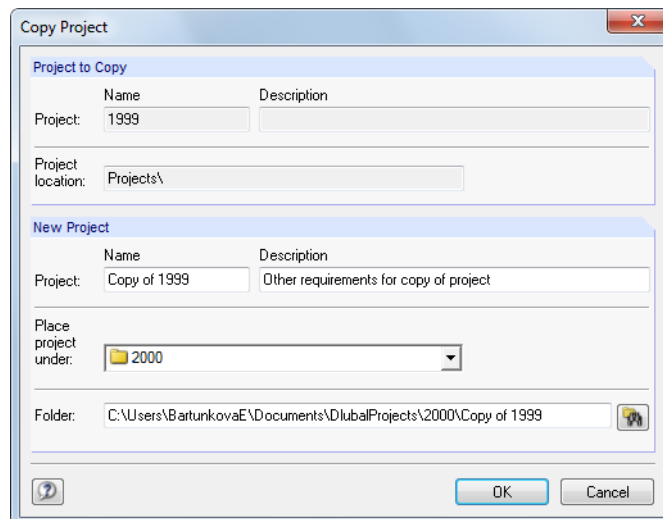 Copy Project
Project to Copy
Name Description
Project: 1999
Project
location: Projects\
New Project
Name Description
Project: Copy of 1999 Other requirements for copy of project
Place
project
under: 2000
Folder: C:\Users\BartunkovaE\Documents\DlubalProjects\2000\Copy of 1999
OK Cancel